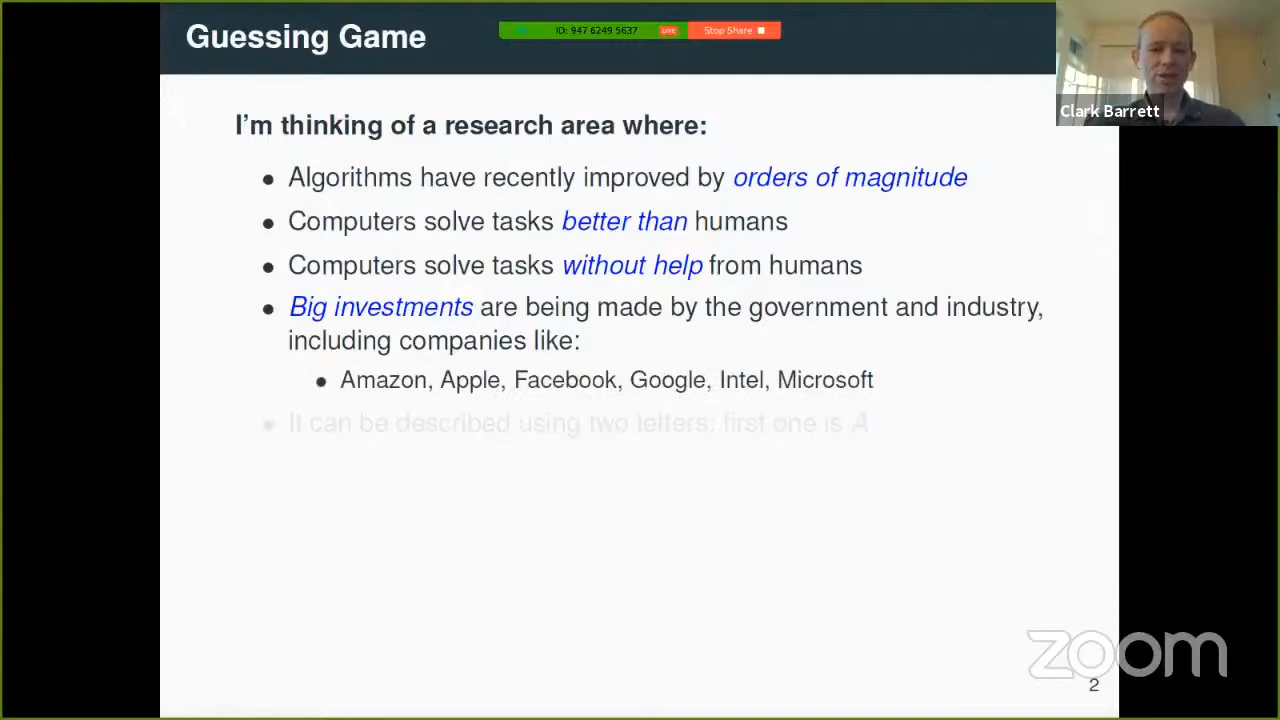 Guessing Game
ID: 947 6249 5637 LIVE Stop Share
Clark Barrett
I'm thinking of a research area where:
• Algorithms have recently improved by orders of magnitude
• Computers solve tasks better than humans
• Computers solve tasks without help from humans
• Big investments are being made by the government and industry,
including companies like:
• Amazon, Apple, Facebook, Google, Intel, Microsoft
• It can be described using two letters: first one is A
zoom
2